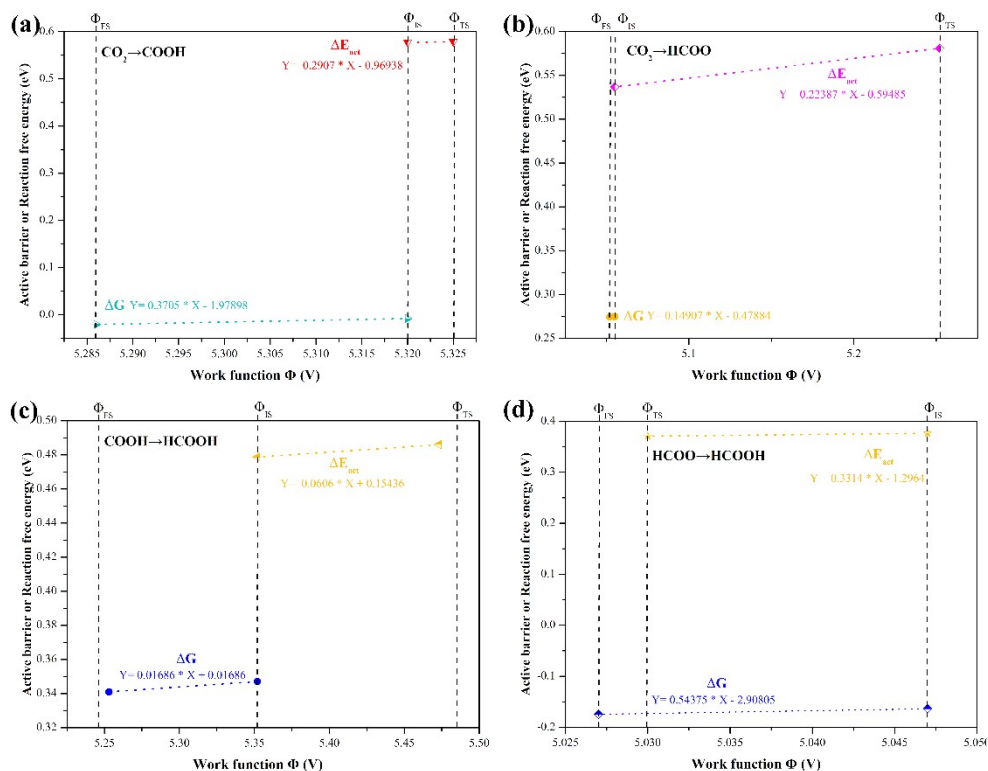 (a)
Φ_FS Φ_IS Φ_TS
CO₂→COOH
ΔE_act
Y= 0.2907 * X - 0.96938
ΔG Y= 0.3705 * X - 1.97898
0.6
0.5
0.4
0.3
0.2
0.1
0.0
Active barrier or Reaction free energy (eV)
5.285 5.290 5.295 5.300 5.305 5.310 5.315 5.320 5.325
Work function Φ (V)
(b)
Φ_FS Φ_IS Φ_TS
CO₂→HCOO
ΔE_act
Y= 0.22387 * X - 0.59485
ΔG Y= 0.14907 * X - 0.47884
0.60
0.55
0.50
0.45
0.40
0.35
0.30
0.25
Active barrier or Reaction free energy (eV)
5.1 5.2
Work function Φ (V)
(c)
Φ_FS Φ_IS Φ_TS
COOH→HCOOH
ΔE_act
Y= 0.0606 * X + 0.15436
ΔG
Y= 0.01686 * X + 0.01686
0.50
0.48
0.46
0.44
0.42
0.40
0.38
0.36
0.34
0.32
Active barrier or Reaction free energy (eV)
5.25 5.30 5.35 5.40 5.45 5.50
Work function Φ (V)
(d)
Φ_FS Φ_TS Φ_IS
HCOO→HCOOH
ΔE_act
Y= 0.3314 * X - 1.2964
ΔG
Y= 0.54375 * X - 2.90805
0.4
0.3
0.2
0.1
0.0
-0.1
-0.2
Active barrier or Reaction free energy (eV)
5.025 5.030 5.035 5.040 5.045 5.050
Work function Φ (V)